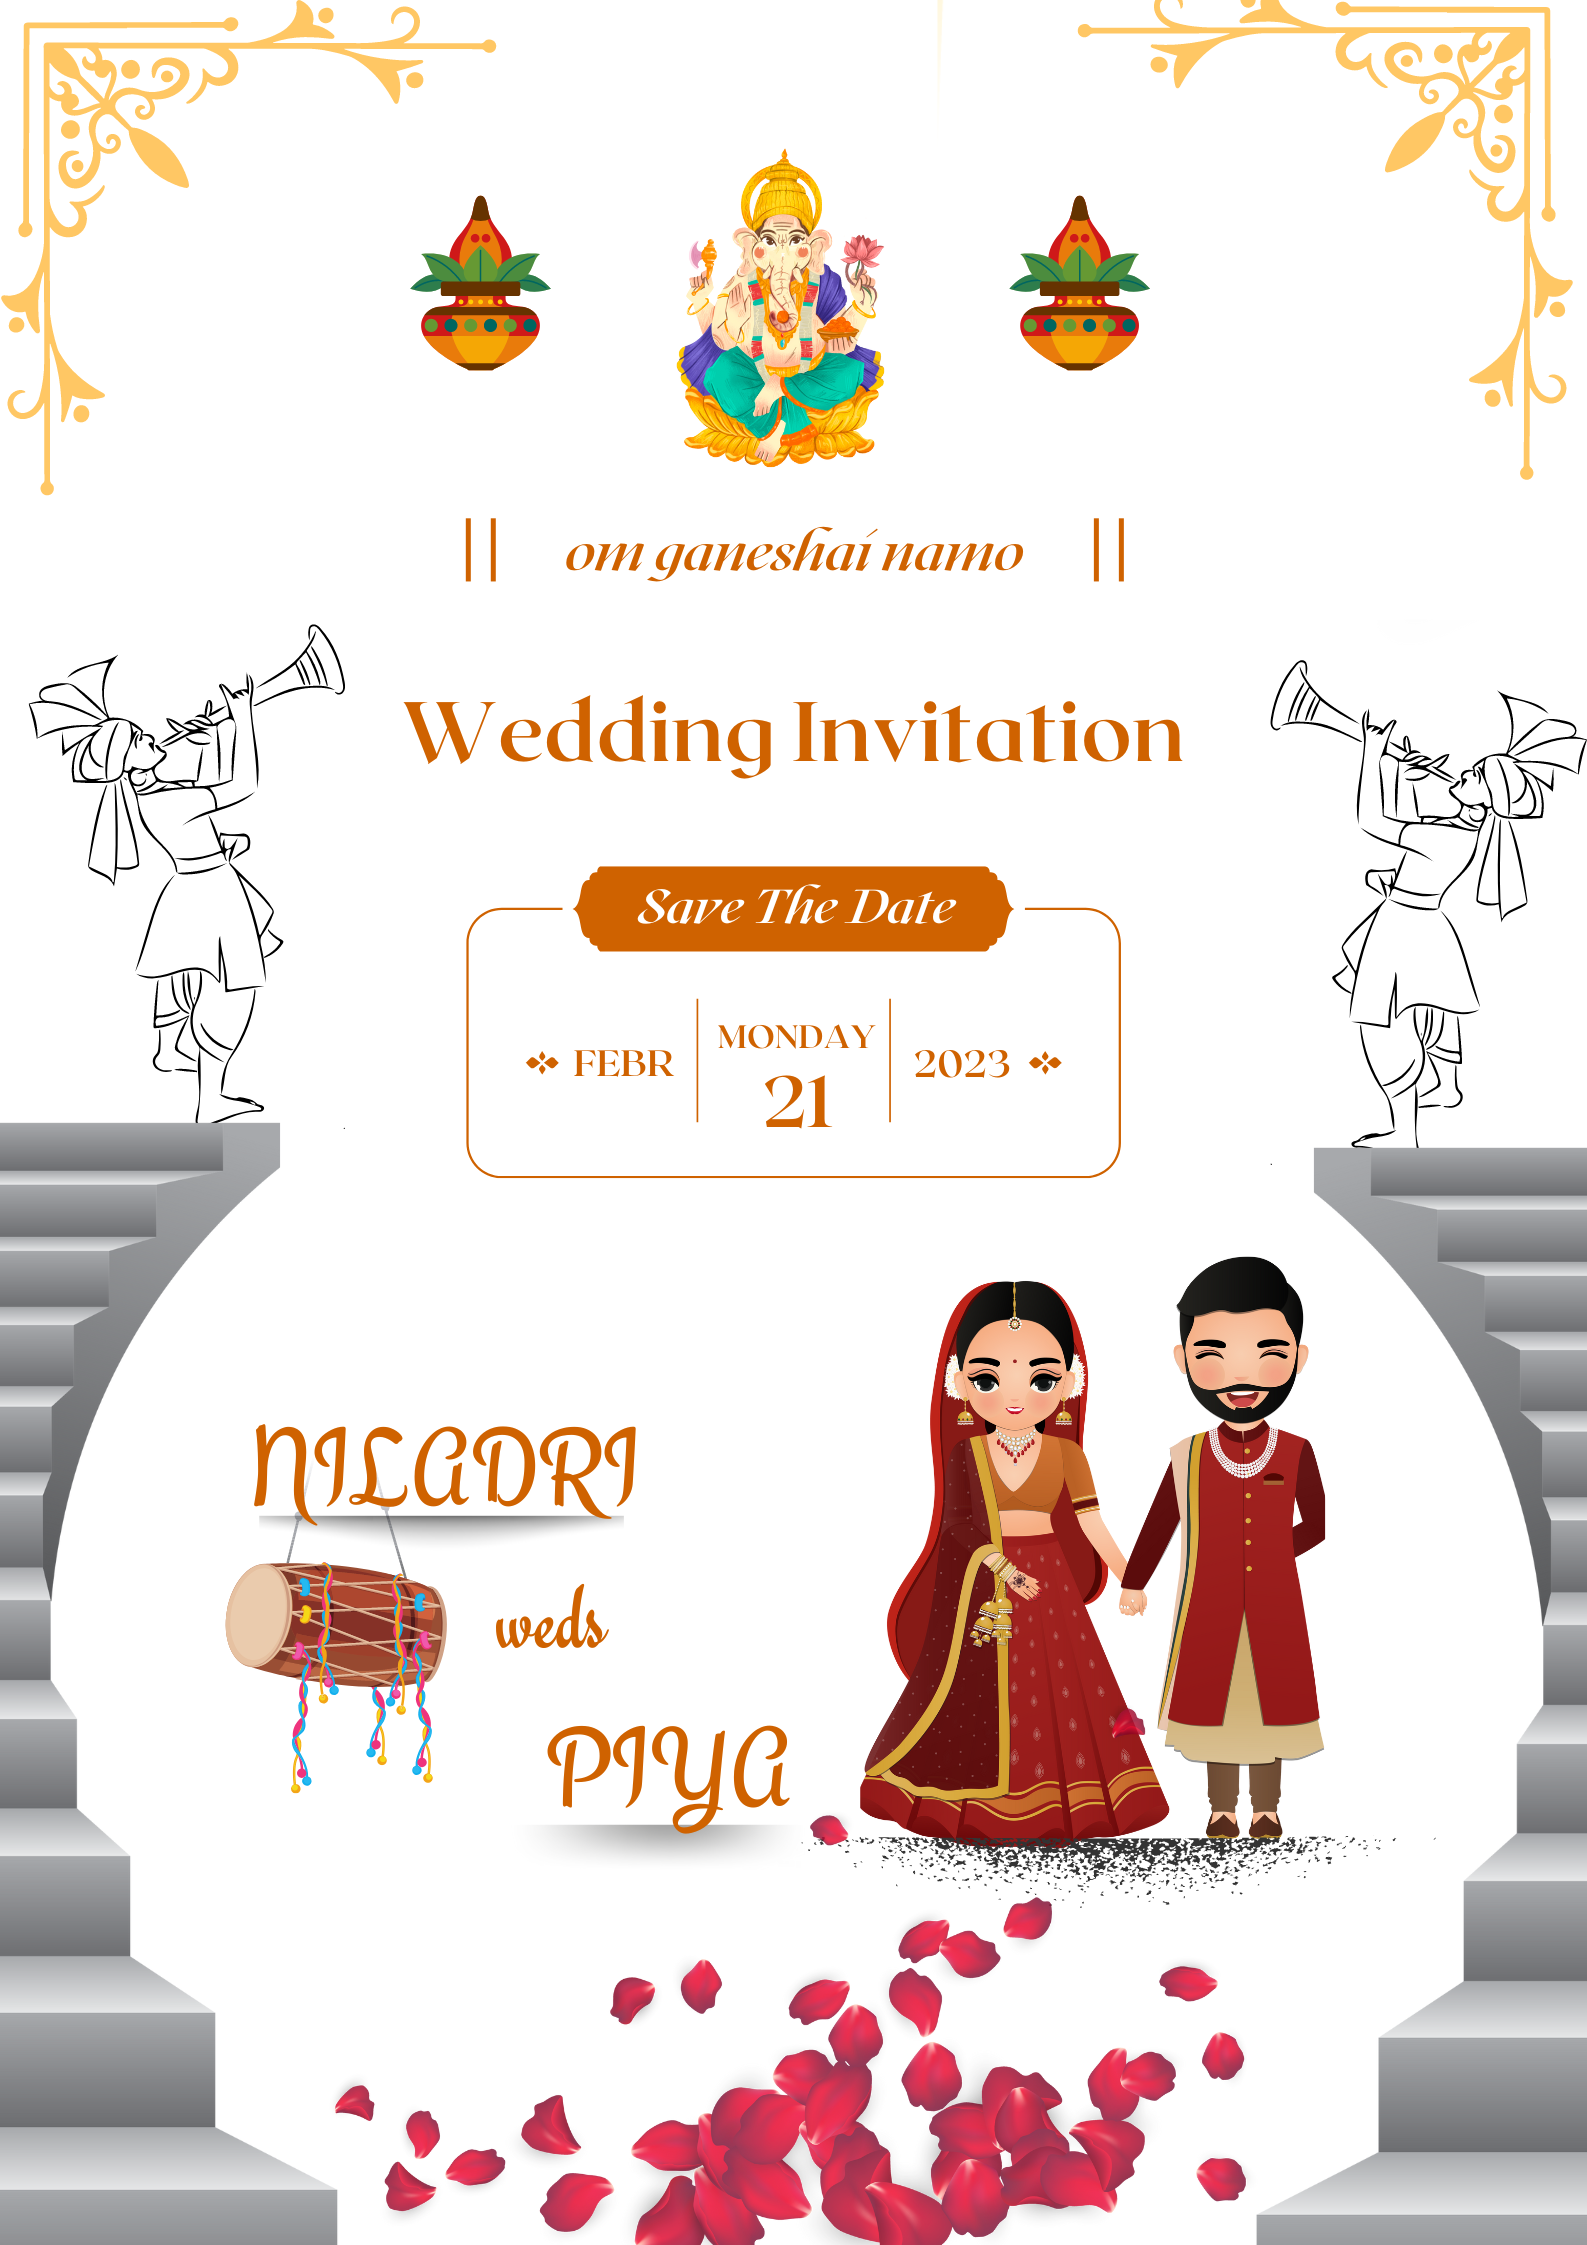 || om ganeshai namo ||
Wedding Invitation
Save The Date
FEBR
MONDAY
21
2023
NILADRI
weds
PIYA